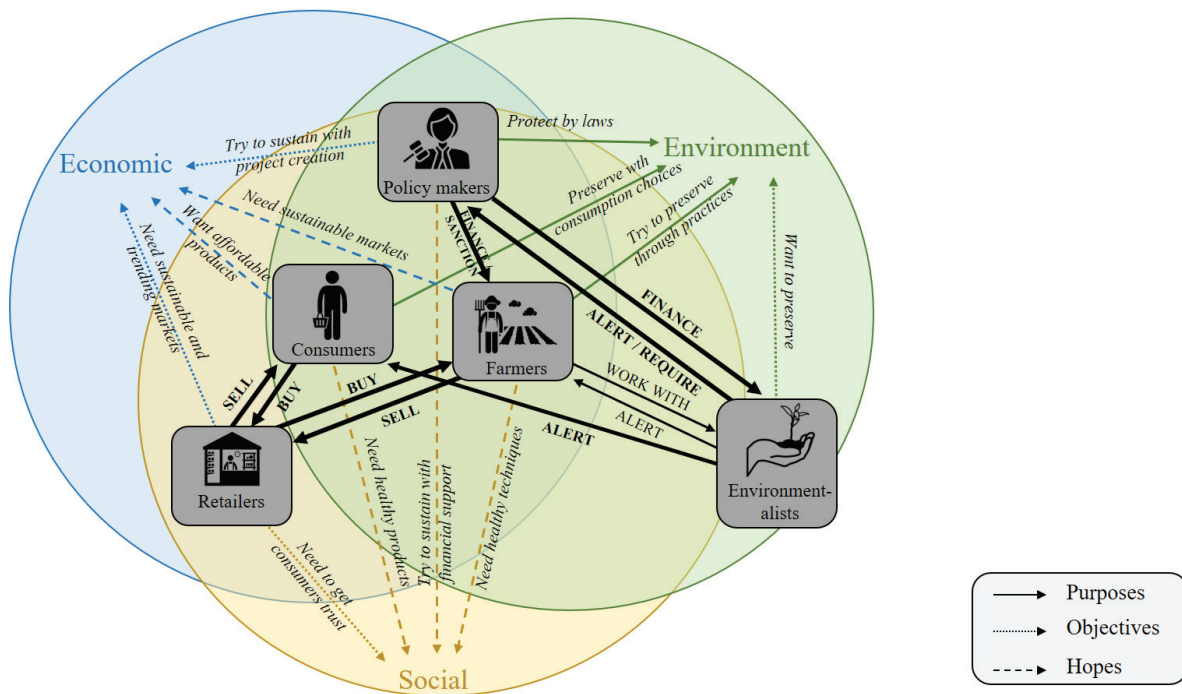 Protect by laws
Try to sustain with
project creation
Economic
Environment
Policy makers
Preserve wth
consumption choices
Try to preserve
through practices
Need sustainable markets
FINANCE /
SANCTION
Want affordable
products
Need sustainable and
trending markets
Want to preserve
FINANCE
ALERT / REQUIRE
Consumers
Farmers
SELL
BUY
BUY
SELL
WORK WITH
ALERT
ALERT
Retailers
Environment-
alists
Need healthy products
Try to sustain with
financial support
Need healthy techniques
Need to get
consumers trust
Social
Purposes
Objectives
Hopes